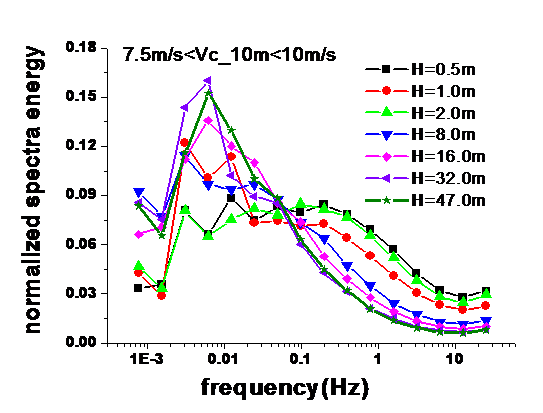 7.5m/s<Vc_10m<10m/s
H=0.5m
H=1.0m
H=2.0m
H=8.0m
H=16.0m
H=32.0m
H=47.0m
normalized spectra energy
0.18
0.15
0.12
0.09
0.06
0.03
0.00
1E-3 0.01 0.1 1 10
frequency(Hz)